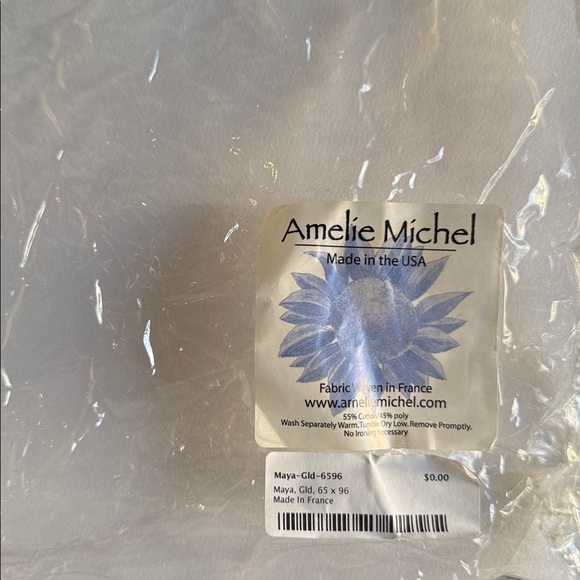 Amelie Michel
Made in the USA
Fabric Woven in France
www.ameliemichel.com
55% Cotton/45% poly
Wash Separately Warm. Tumble Dry Low. Remove Promptly.
No Ironing Necessary
Maya-Gld-6596 $0.00
Maya, Gld, 65 x 96
Made In France